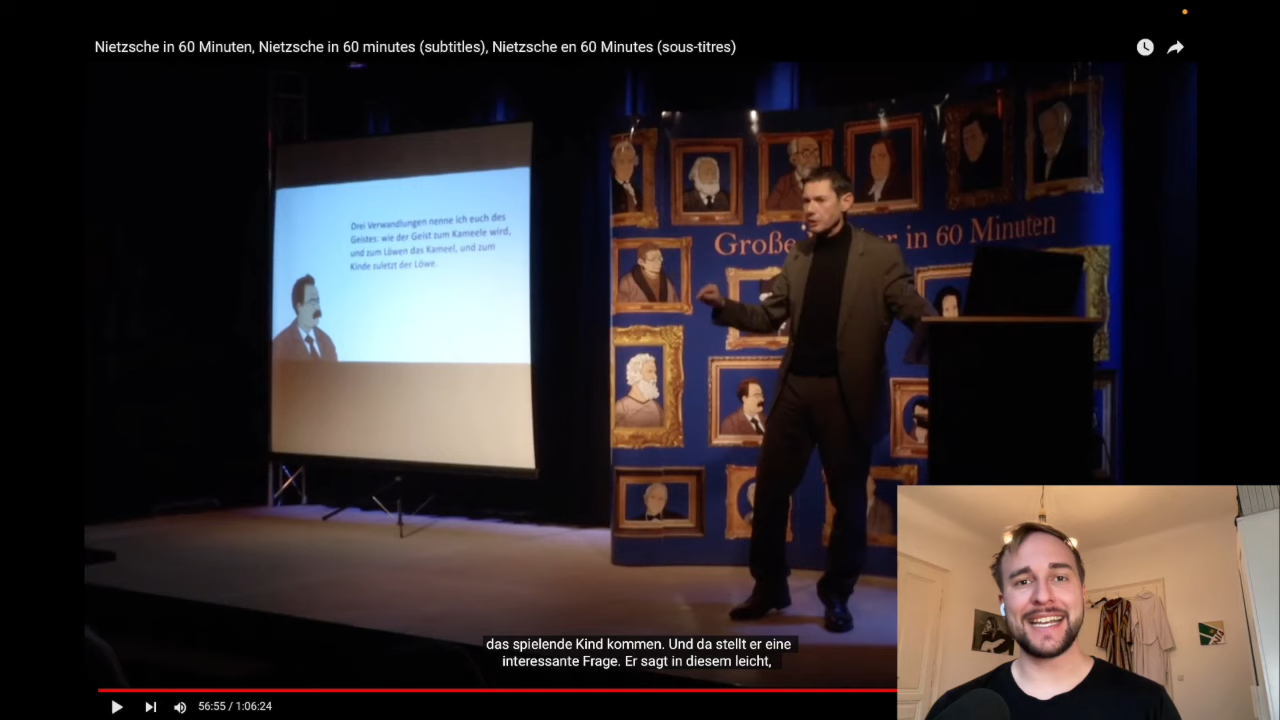 Nietzsche in 60 Minuten, Nietzsche in 60 minutes (subtitles), Nietzsche en 60 Minutes (sous-titres)
Drei Verwandlungen nenne ich euch des
Geistes: wie der Geist zum Kameele wird,
und zum Löwen das Kameel, und zum
Kinde zuletzt der Löwe.
Große in 60 Minuten
das spielende Kind kommen. Und da stellt er eine
interessante Frage. Er sagt in diesem leicht,
56:55 / 1:06:24